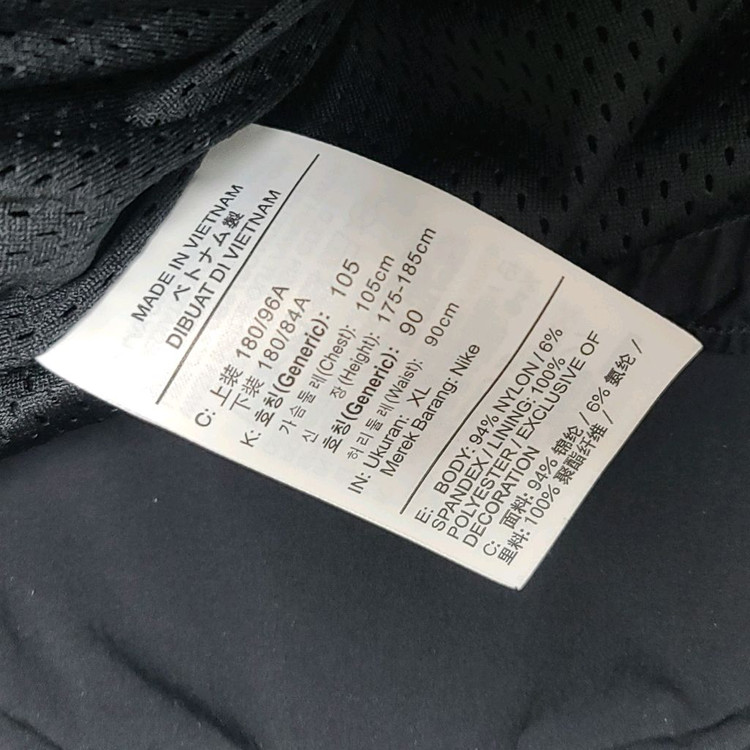 MADE IN VIETNAM
ベトナム製
DIBUAT DI VIETNAM
C: 上装 180/96A
下装 180/84A
K: 호칭(Generic): 105
가슴둘레(Chest): 105cm
신 장(Height): 175-185cm
호칭(Generic): 90
허리둘레(Waist): 90cm
IN: Ukuran: XL
Merek Barang: Nike
E: BODY: 94% NYLON / 6%
SPANDEX / LINING: 100%
POLYESTER / EXCLUSIVE OF
DECORATION
C: 面料: 94% 锦纶 / 6% 氨纶 /
里料: 100% 聚酯纤维 /